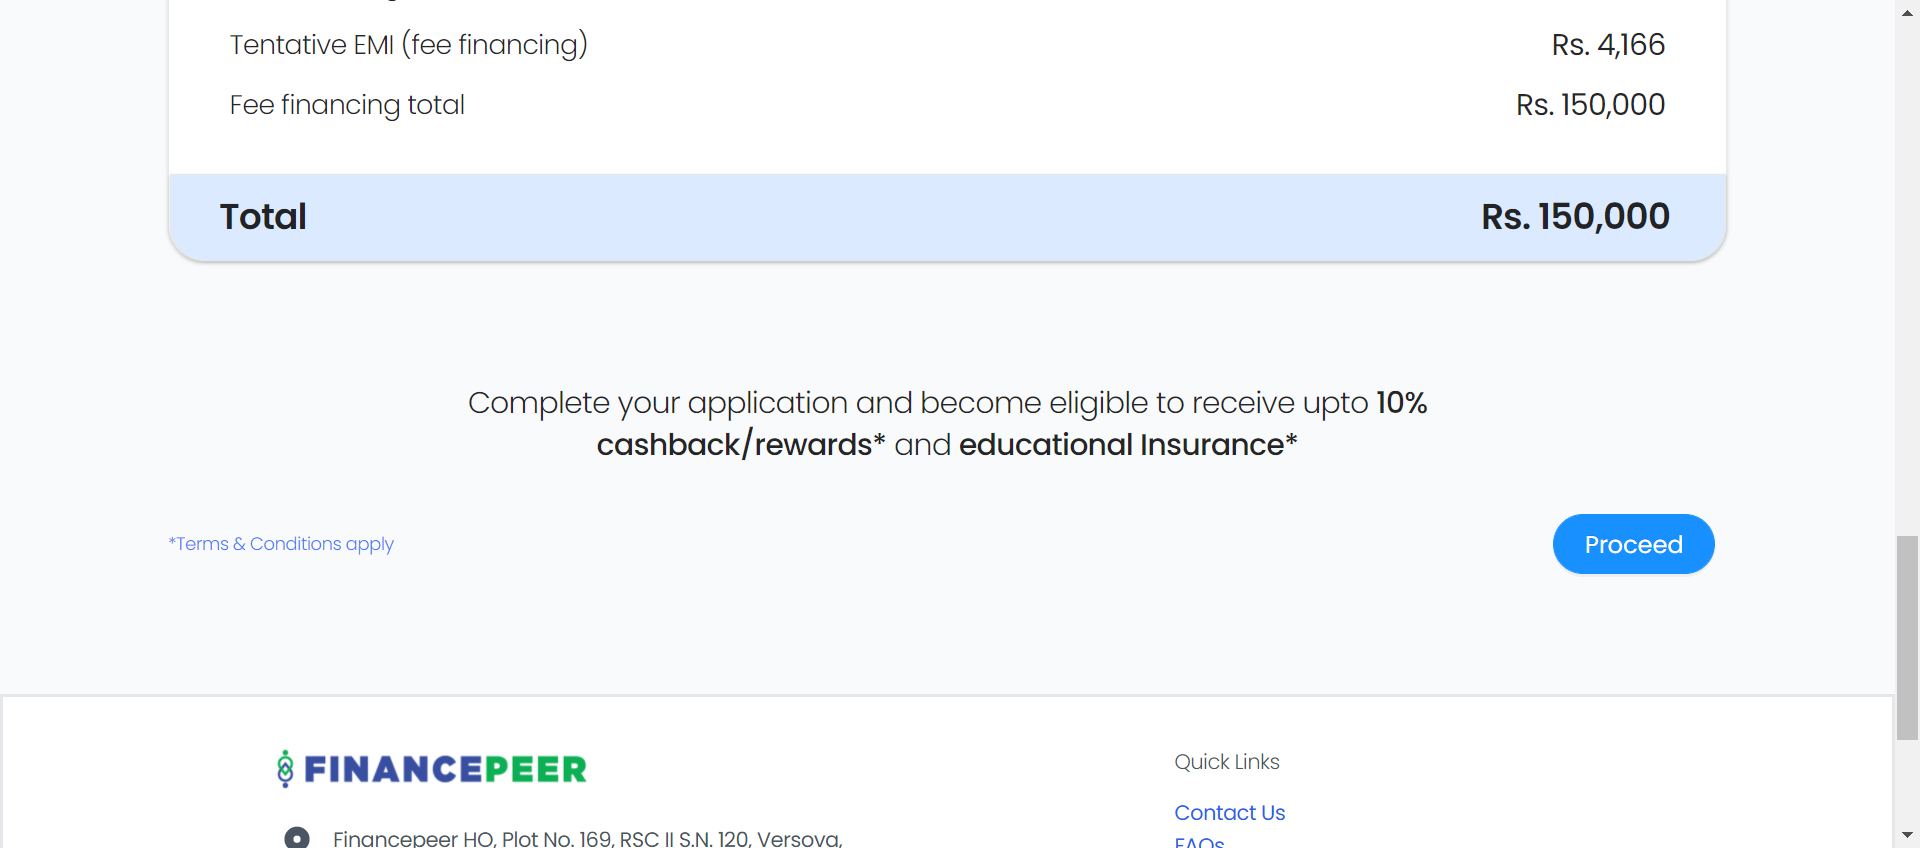 Tentative EMI (fee financing) Rs. 4,166
Fee financing total Rs. 150,000
Total Rs. 150,000
Complete your application and become eligible to receive upto 10%
cashback/rewards* and educational Insurance*
*Terms & Conditions apply
Proceed
FINANCEPEER
Quick Links
Contact Us
Financepeer HO, Plot No. 169, RSC II S.N. 120, Versova,
FAQs